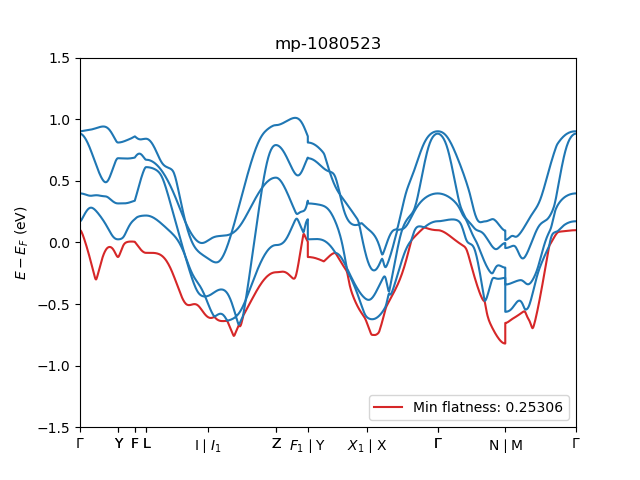 mp-1080523
E − E_F (eV)
1.5
1.0
0.5
0.0
−0.5
−1.0
−1.5
Min flatness: 0.25306
Γ Y F L I | I₁ Z F₁ | Y X₁ | X Γ N | M Γ